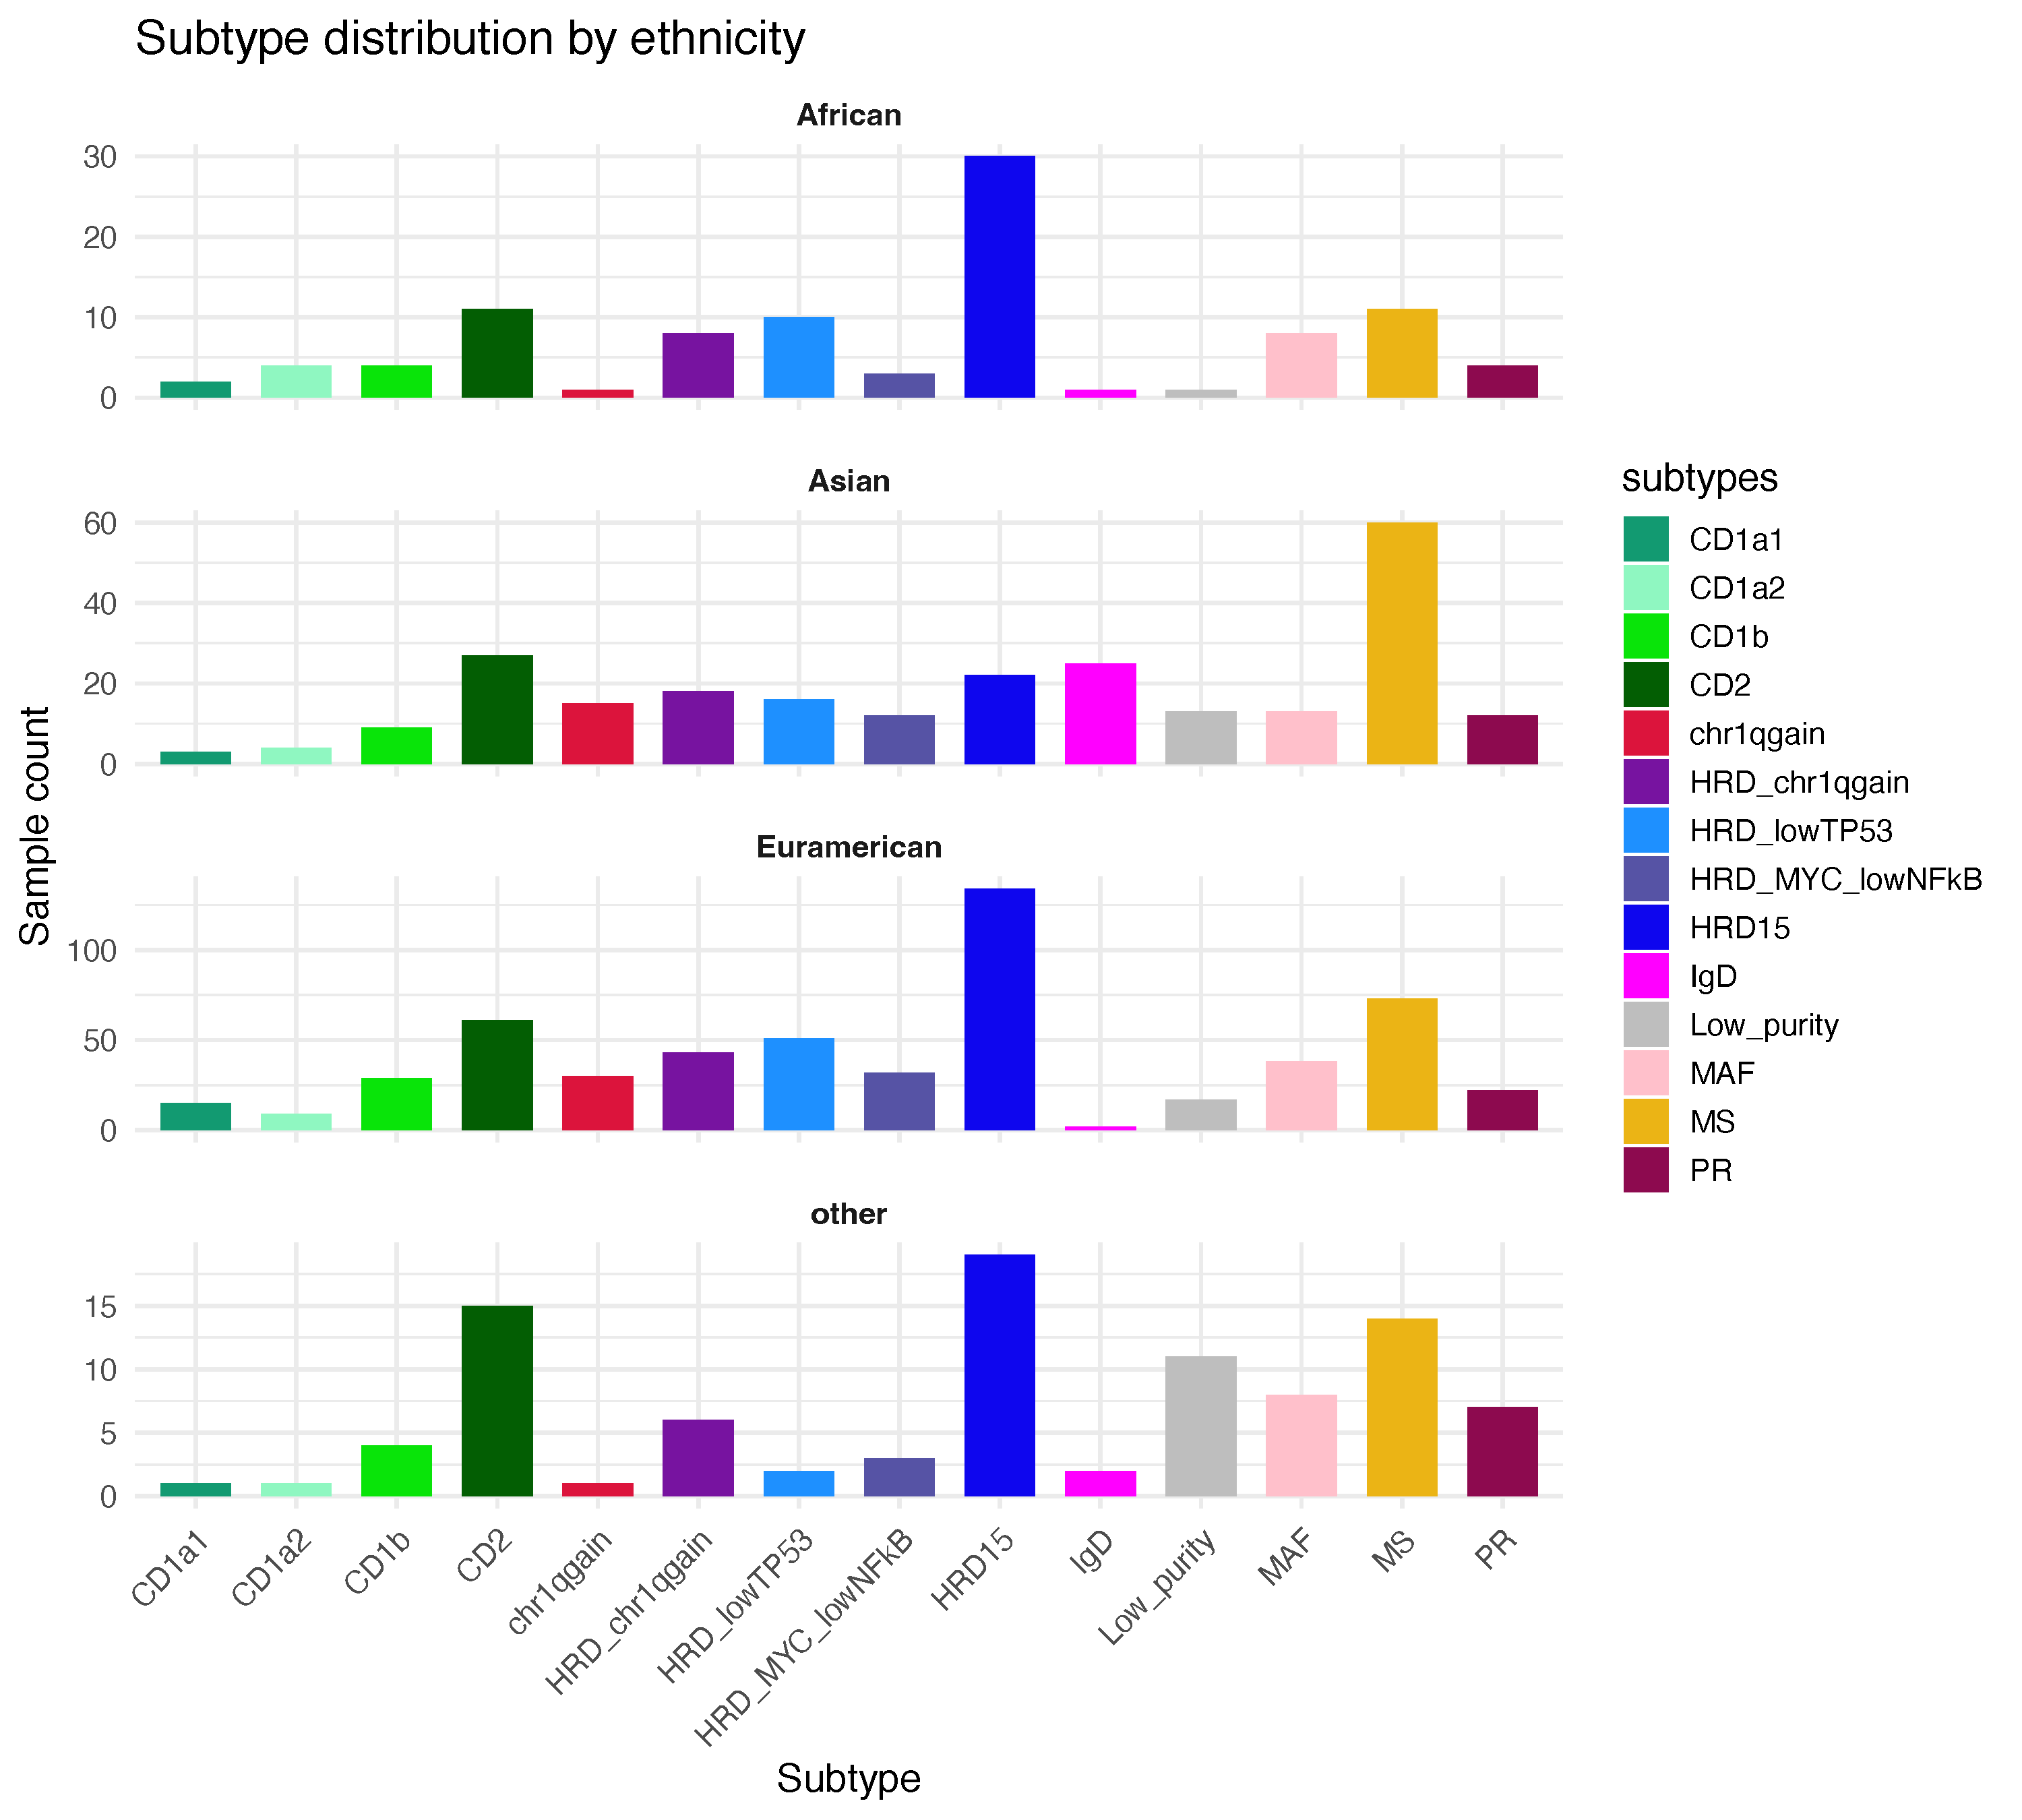 Subtype distribution by ethnicity
African
30
20
10
0
Asian
60
40
20
0
Euramerican
100
50
0
other
15
10
5
0
Sample count
CD1a1
CD1a2
CD1b
CD2
chr1qgain
HRD_chr1qgain
HRD_lowTP53
HRD_MYC_lowNFkB
HRD15
IgD
Low_purity
MAF
MS
PR
Subtype
subtypes
CD1a1
CD1a2
CD1b
CD2
chr1qgain
HRD_chr1qgain
HRD_lowTP53
HRD_MYC_lowNFkB
HRD15
IgD
Low_purity
MAF
MS
PR